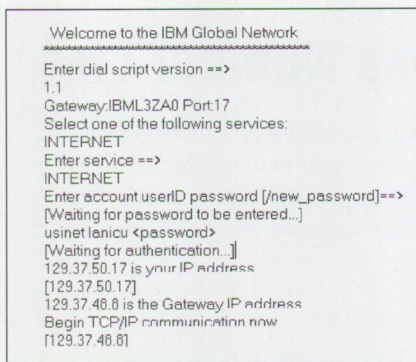 Welcome to the IBM Global Network
****************************************************
Enter dial script version ==>
1.1
Gateway:IBML3ZA0 Port:17
Select one of the following services:
INTERNET
Enter service ==>
INTERNET
Enter account userID password [/new_password]==>
[Waiting for password to be entered...]
usinet lanicu <password>
[Waiting for authentication...]
129.37.50.17 is your IP address
[129.37.50.17]
129.37.48.8 is the Gateway IP address
Begin TCP/IP communication now
[129.37.48.8]